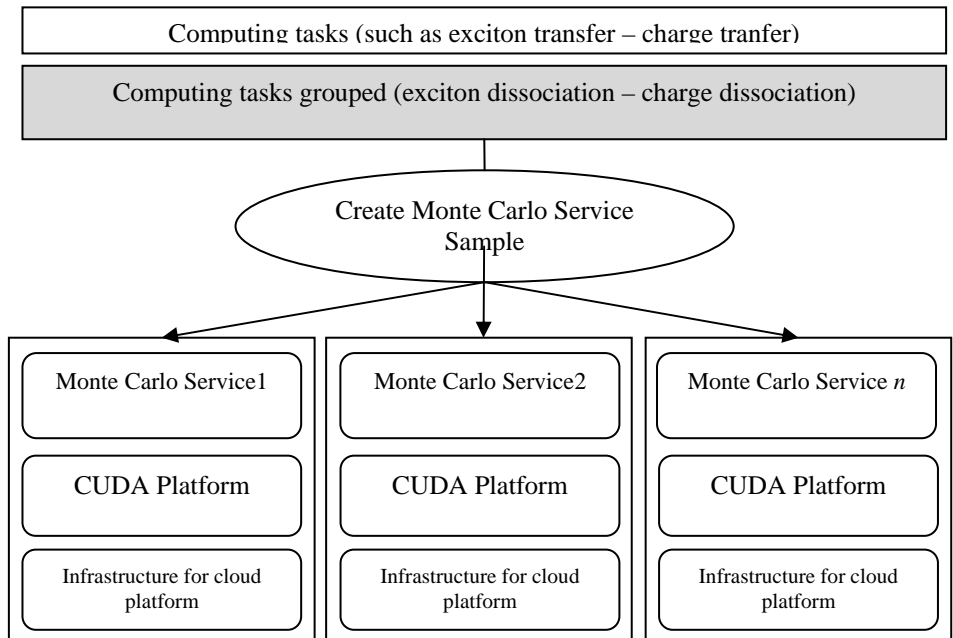 Computing tasks (such as exciton transfer – charge tranfer)
Computing tasks grouped (exciton dissociation – charge dissociation)
Create Monte Carlo Service
Sample
Monte Carlo Service1
Monte Carlo Service2
Monte Carlo Service n
CUDA Platform
CUDA Platform
CUDA Platform
Infrastructure for cloud
platform
Infrastructure for cloud
platform
Infrastructure for cloud
platform